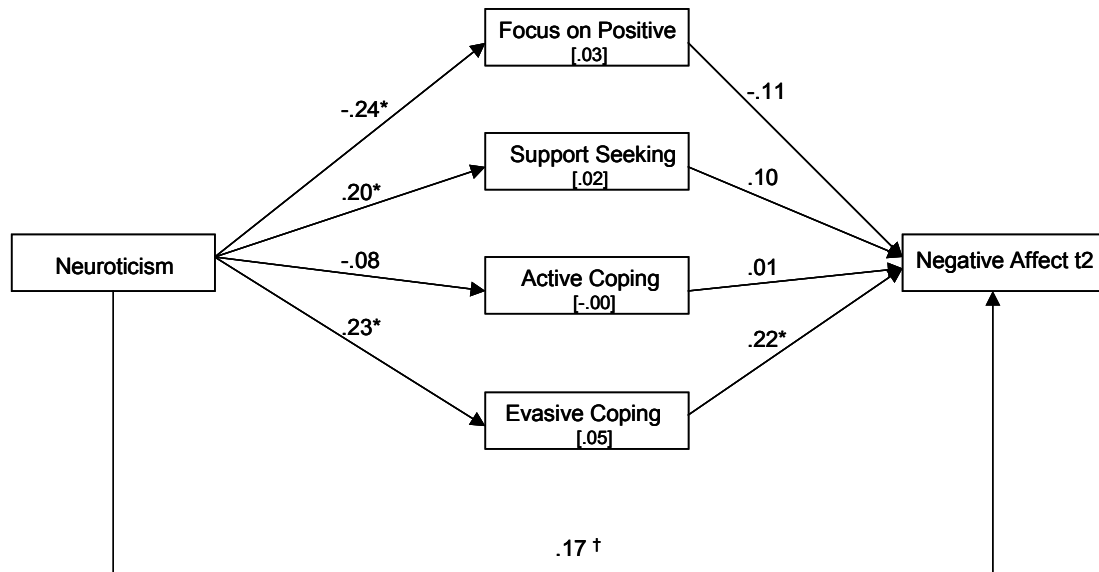 Focus on Positive
[.03]
-.24*
-.11
Support Seeking
[.02]
.20*
.10
Neuroticism
-.08
Active Coping
[-.00]
.01
Negative Affect t2
.23*
.22*
Evasive Coping
[.05]
.17 †